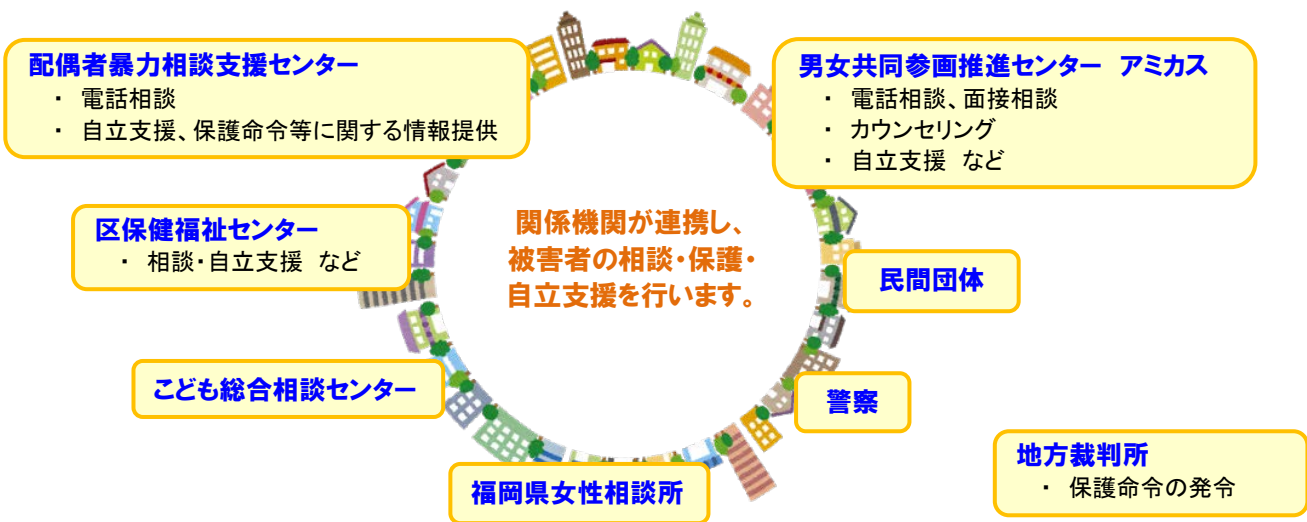 配偶者暴力相談支援センター
・ 電話相談
・ 自立支援、保護命令等に関する情報提供
男女共同参画推進センター アミカス
・ 電話相談、面接相談
・ カウンセリング
・ 自立支援 など
区保健福祉センター
・ 相談・自立支援 など
関係機関が連携し、
被害者の相談・保護・
自立支援を行います。
民間団体
こども総合相談センター
警察
福岡県女性相談所
地方裁判所
・ 保護命令の発令